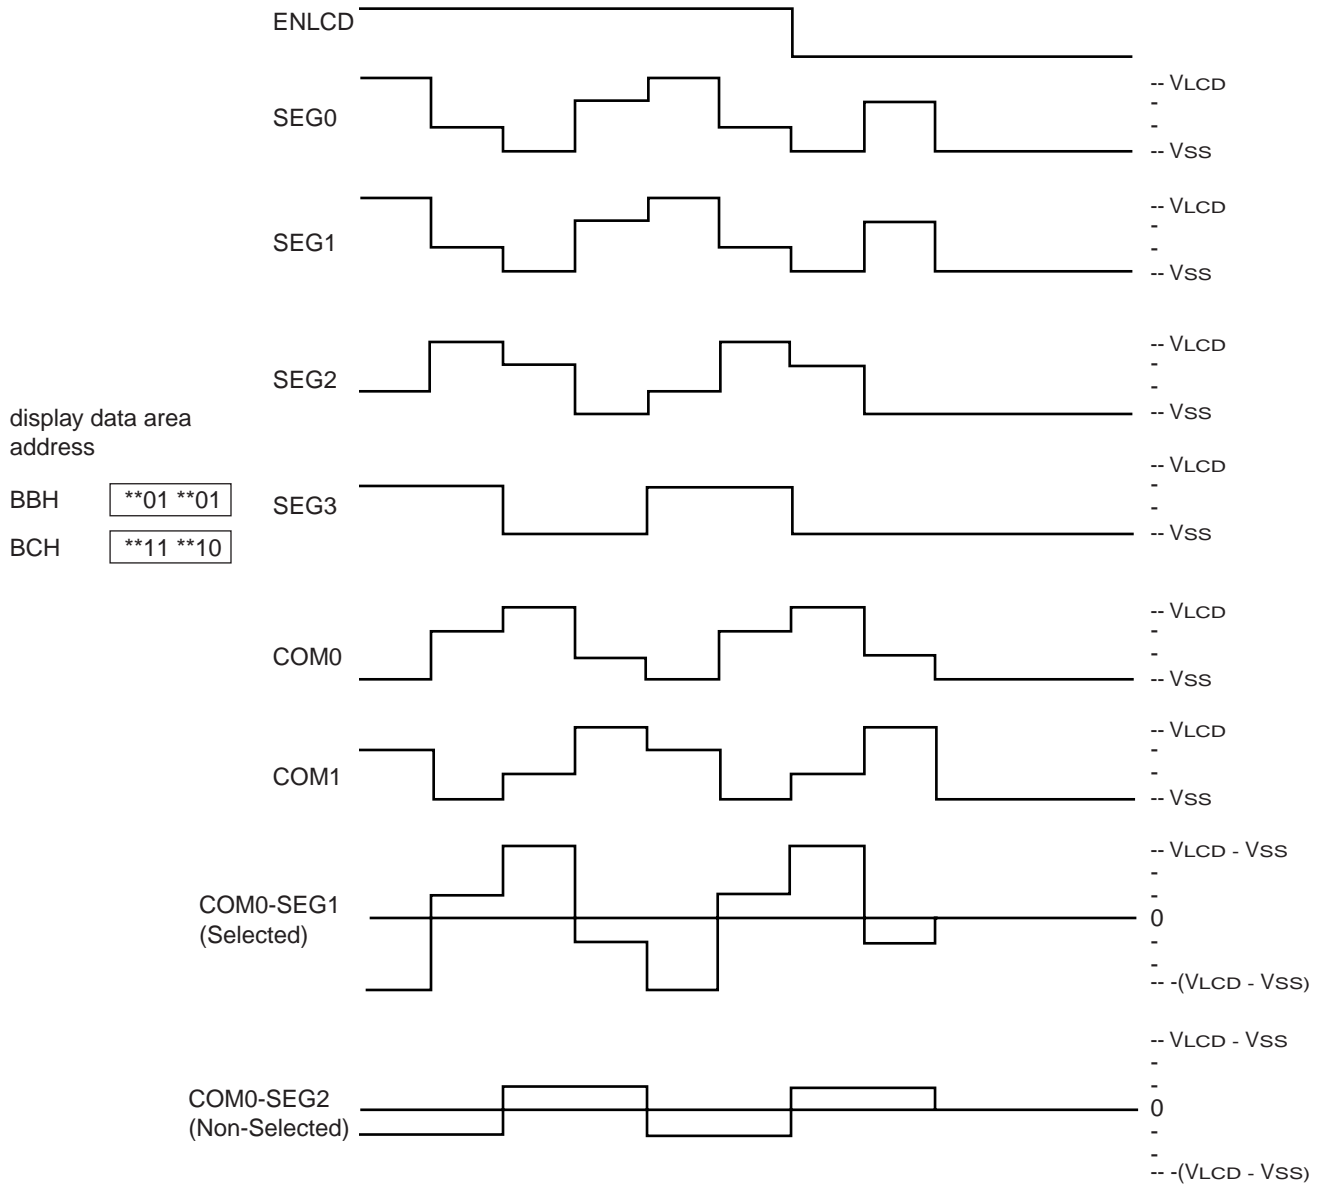 ENLCD
SEG0
-- VLCD
-
-
-- VSS
SEG1
-- VLCD
-
-
-- VSS
SEG2
-- VLCD
-
-
-- VSS
display data area
address
BBH **01 **01
BCH **11 **10
SEG3
-- VLCD
-
-
-- VSS
COM0
-- VLCD
-
-
-- VSS
COM1
-- VLCD
-
-
-- VSS
COM0-SEG1
(Selected)
-- VLCD - VSS
-
-
0
-
-
-- -(VLCD - VSS)
COM0-SEG2
(Non-Selected)
-- VLCD - VSS
-
-
0
-
-
-- -(VLCD - VSS)